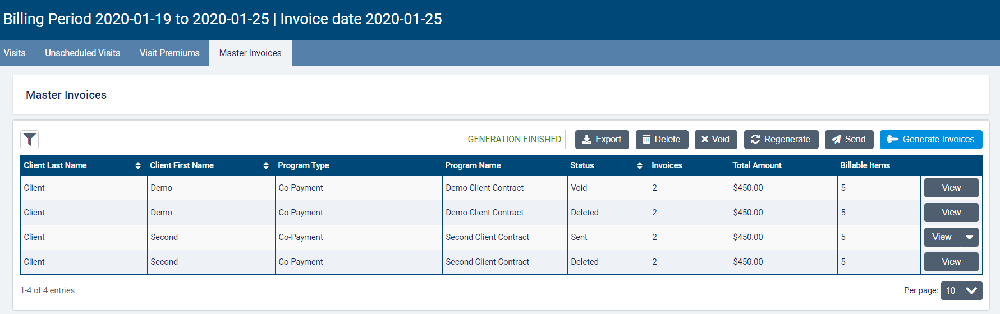 Billing Period 2020-01-19 to 2020-01-25 | Invoice date 2020-01-25
Visits Unscheduled Visits Visit Premiums Master Invoices
Master Invoices
GENERATION FINISHED Export Delete Void Regenerate Send Generate Invoices
Client Last Name Client First Name Program Type Program Name Status Invoices Total Amount Billable Items
Client Demo Co-Payment Demo Client Contract Void 2 $450.00 5 View
Client Demo Co-Payment Demo Client Contract Deleted 2 $450.00 5 View
Client Second Co-Payment Second Client Contract Sent 2 $450.00 5 View
Client Second Co-Payment Second Client Contract Deleted 2 $450.00 5 View
1-4 of 4 entries Per page: 10